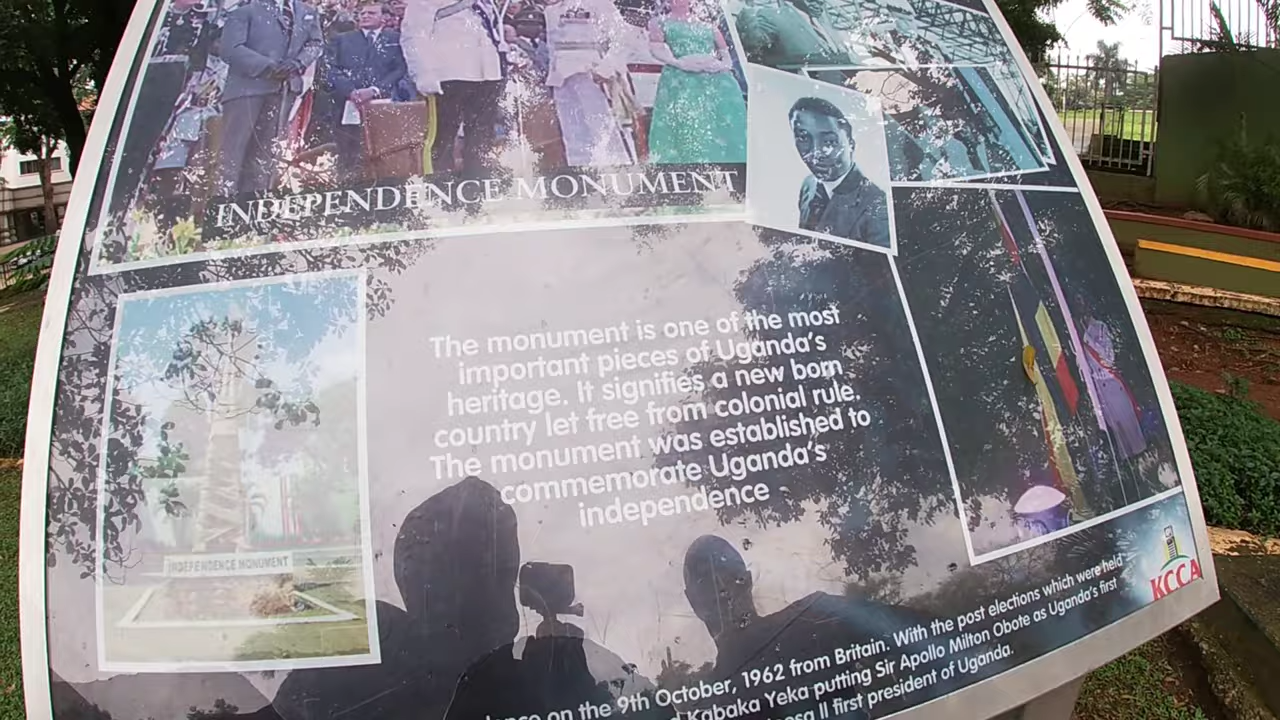 INDEPENDENCE MONUMENT
The monument is one of the most
important pieces of Uganda's
heritage. It signifies a new born
country let free from colonial rule.
The monument was established to
commemorate Uganda's
independence
INDEPENDENCE MONUMENT
KCCA
on the 9th October, 1962 from Britain. With the post elections which were held
Kabaka Yeka putting Sir Apollo Milton Obote as Uganda's first
II first president of Uganda.